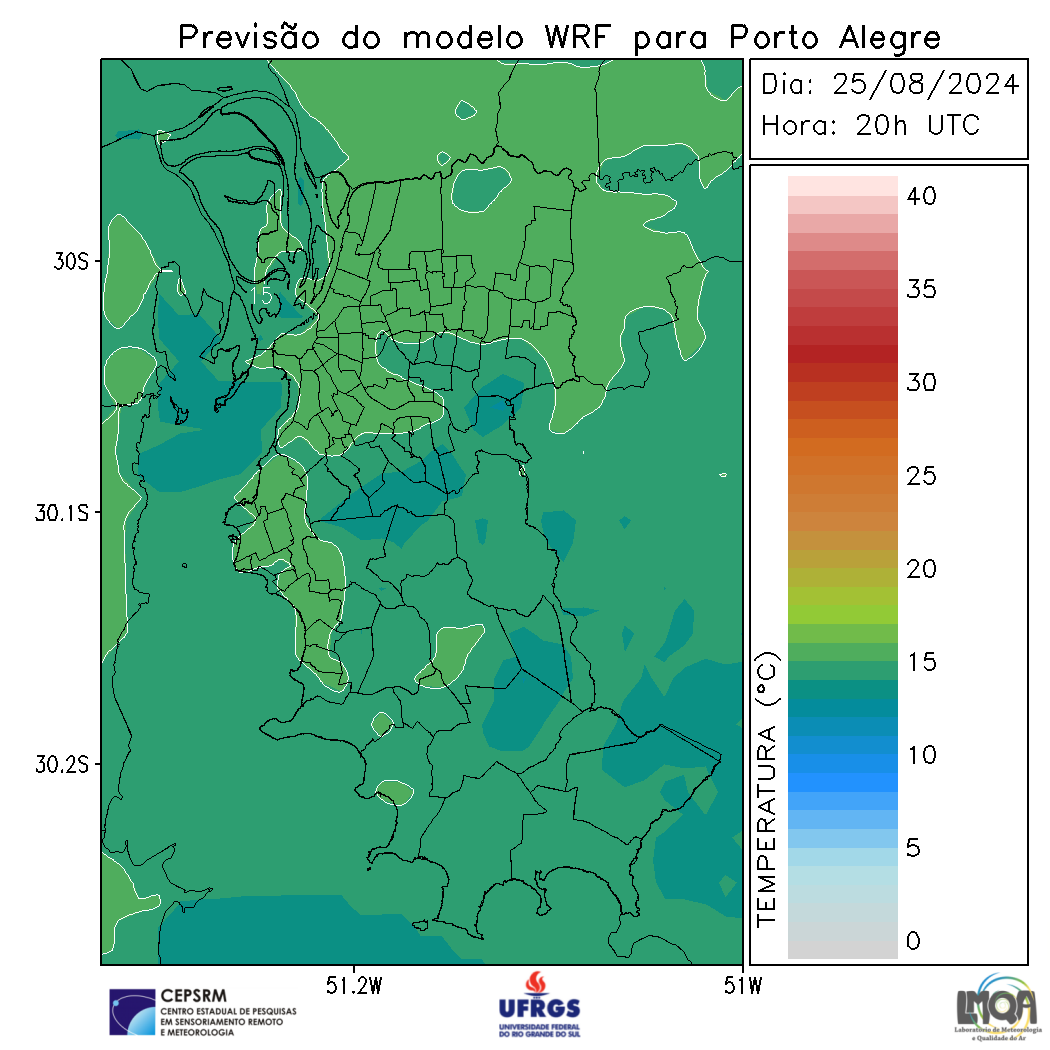 Previsão do modelo WRF para Porto Alegre
Dia: 25/08/2024
Hora: 20h UTC
30S
30.1S
30.2S
51.2W
51W
15
TEMPERATURA (°C)
40
35
30
25
20
15
10
5
0
CEPSRM
CENTRO ESTADUAL DE PESQUISAS
EM SENSORIAMENTO REMOTO
E METEOROLOGIA
UFRGS
UNIVERSIDADE FEDERAL
DO RIO GRANDE DO SUL
LMQA
Laboratório de Meteorologia
e Qualidade do Ar